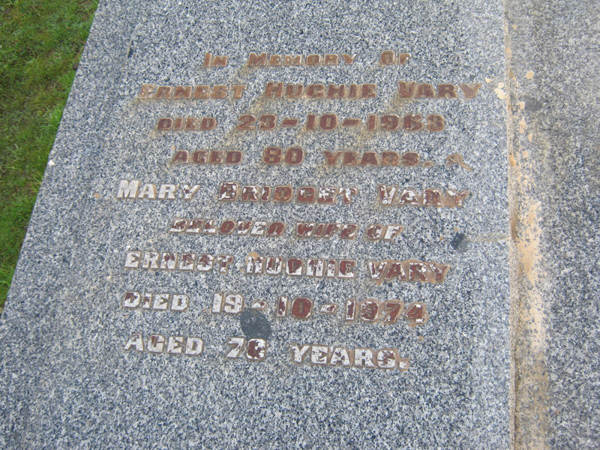 In Memory Of
Ernest Hughie Vary
Died 23-10-1963
Aged 80 Years.
Mary Bridget Vary
Beloved Wife Of
Ernest Hughie Vary
Died 19-10-1974
Aged Years.